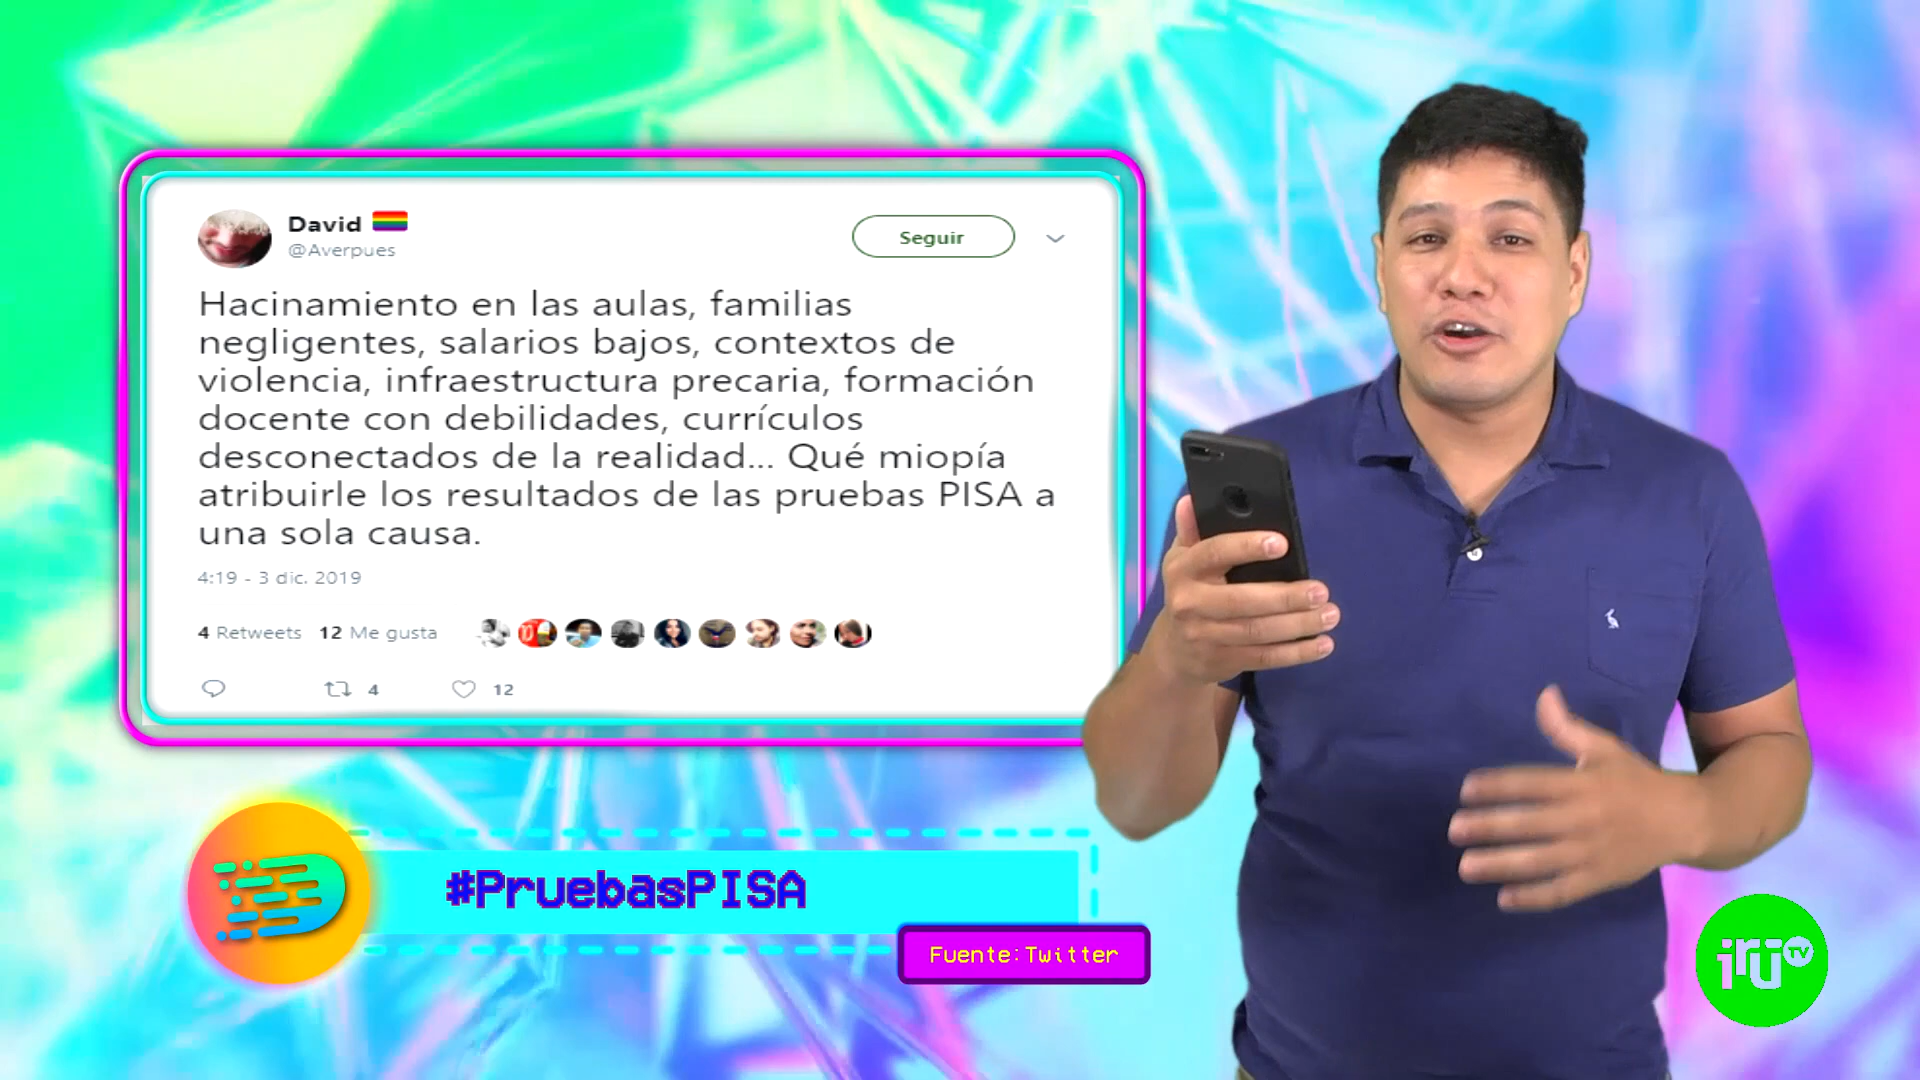 David
@Averpues
Seguir
Hacinamiento en las aulas, familias
negligentes, salarios bajos, contextos de
violencia, infraestructura precaria, formación
docente con debilidades, currículos
desconectados de la realidad... Qué miopía
atribuirle los resultados de las pruebas PISA a
una sola causa.
4:19 - 3 dic. 2019
4 Retweets 12 Me gusta
4 12
#PruebasPISA
Fuente:Twitter
irü TV